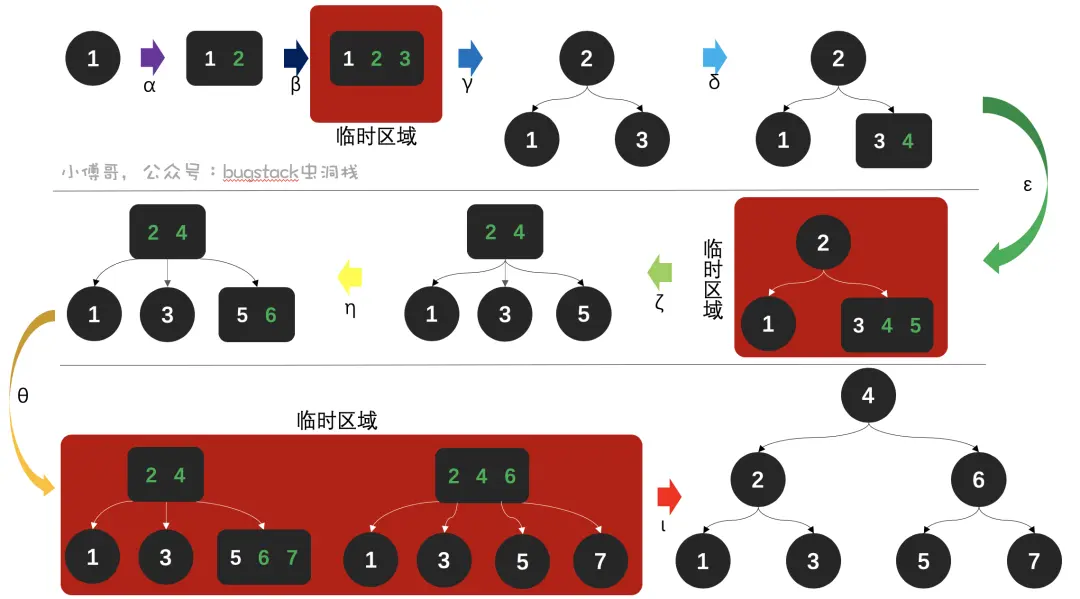 1 α 1 2 β 1 2 3 γ 2 δ 2
1 3 1 3 4
临时区域
小傅哥，公众号：bugstack虫洞栈
ε
2 4 2 4 临时区域 2
1 3 5 6 η 1 3 5 ζ 1 3 4 5
θ
4
临时区域
2 4 2 4 6 2 6
ι
1 3 5 6 7 1 3 5 7 1 3 5 7